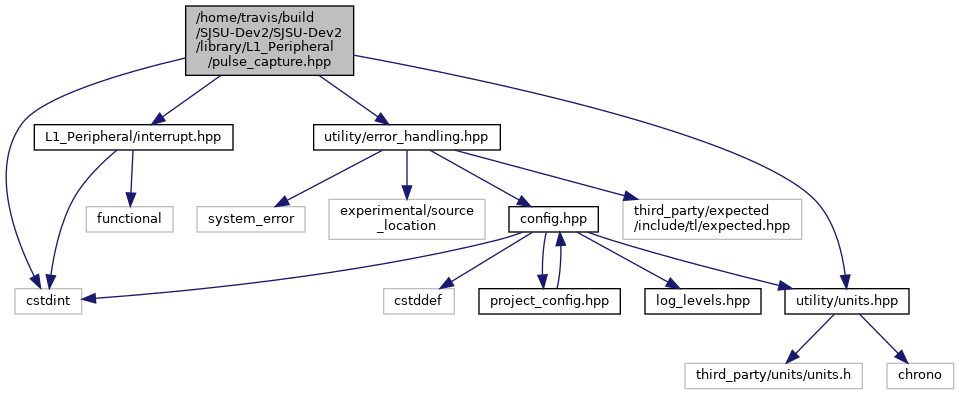 /home/travis/build
/SJSU-Dev2/SJSU-Dev2
/library/L1_Peripheral
/pulse_capture.hpp
L1_Peripheral/interrupt.hpp
utility/error_handling.hpp
functional
system_error
experimental/source
_location
config.hpp
third_party/expected
/include/tl/expected.hpp
cstdint
cstddef
project_config.hpp
log_levels.hpp
utility/units.hpp
third_party/units/units.h
chrono